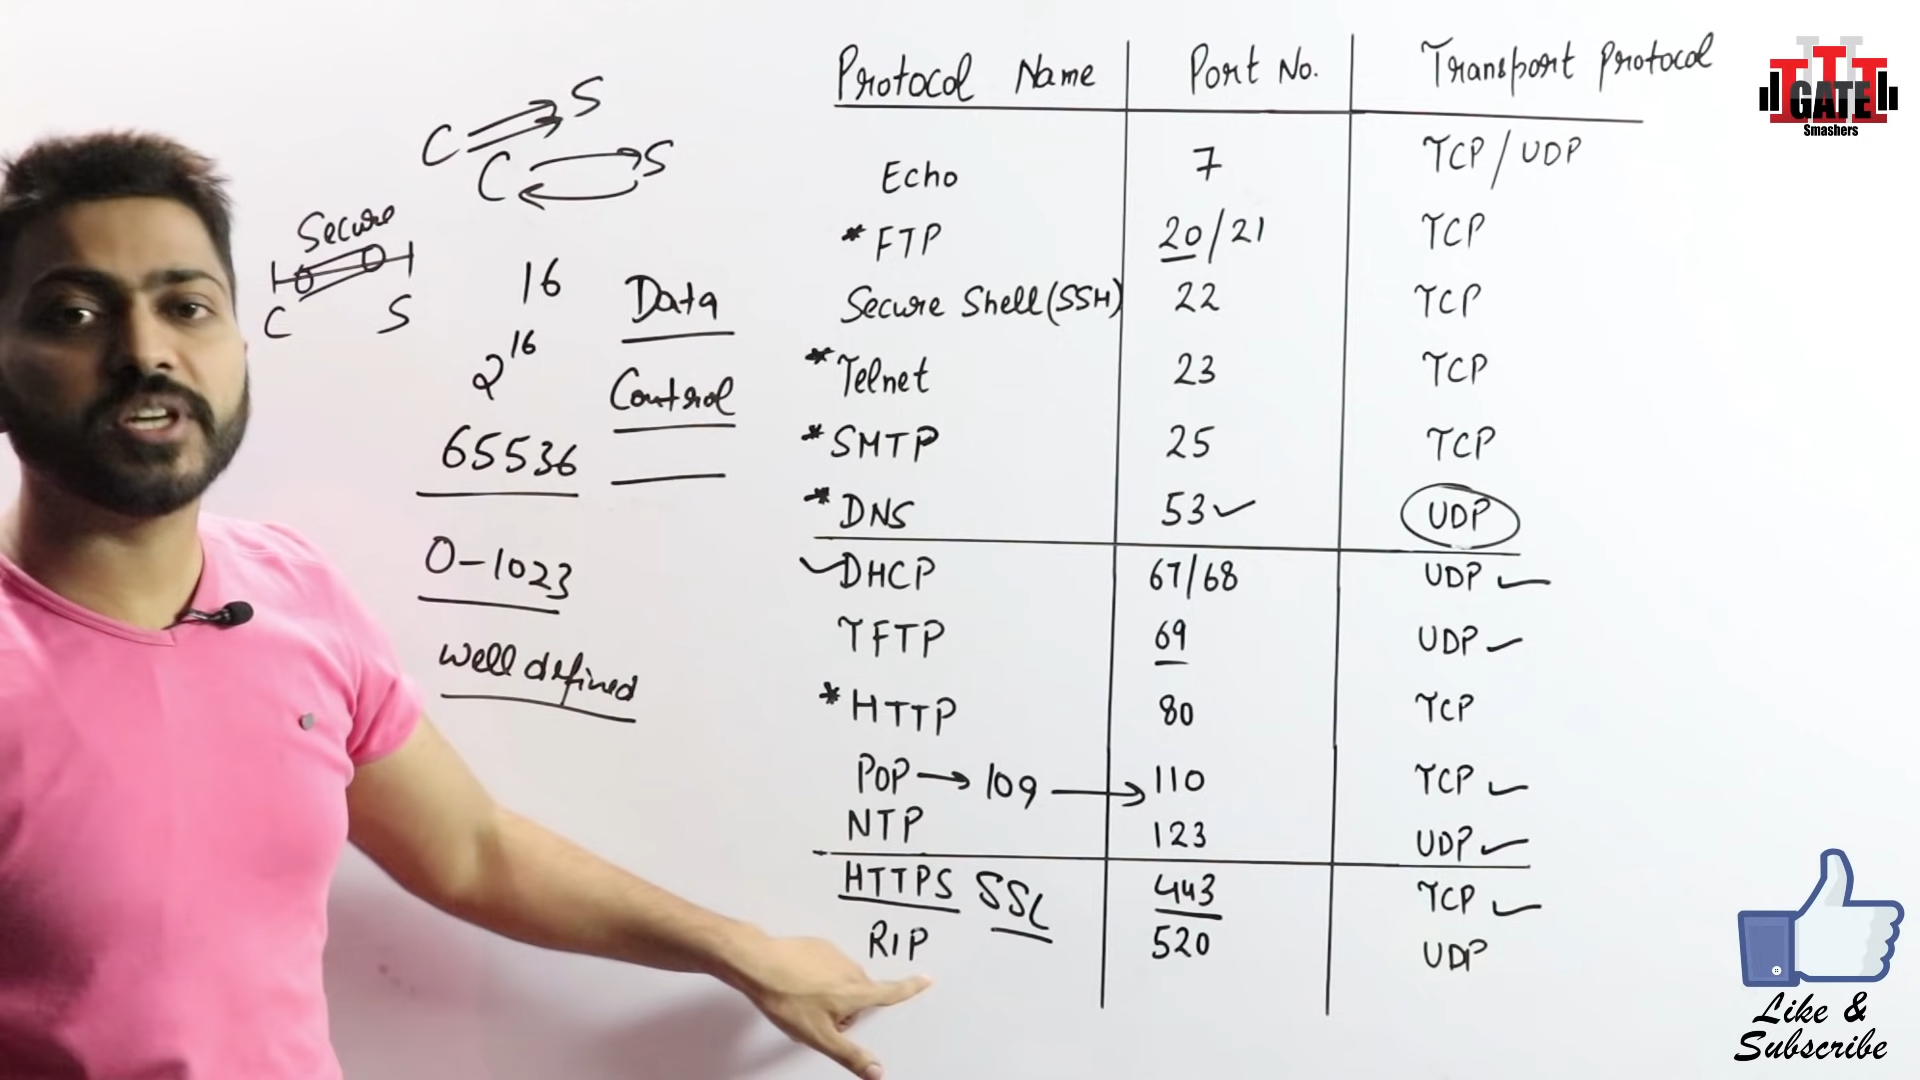 Protocol Name Port No. Transport Protocol
Echo 7 TCP/UDP
* FTP 20/21 TCP
Secure Shell(SSH) 22 TCP
* Telnet 23 TCP
* SMTP 25 TCP
* DNS 53 ✓ UDP
✓ DHCP 67/68 UDP ✓
TFTP 69 UDP ✓
* HTTP 80 TCP
POP → 109 → 110 TCP ✓
NTP 123 UDP ✓
HTTPS SSL 443 TCP ✓
RIP 520 UDP
C S
C S
Secure
C S
16
2^16
65536
0-1023
well defined
Data
Control
GATE
Smashers
Like &
Subscribe